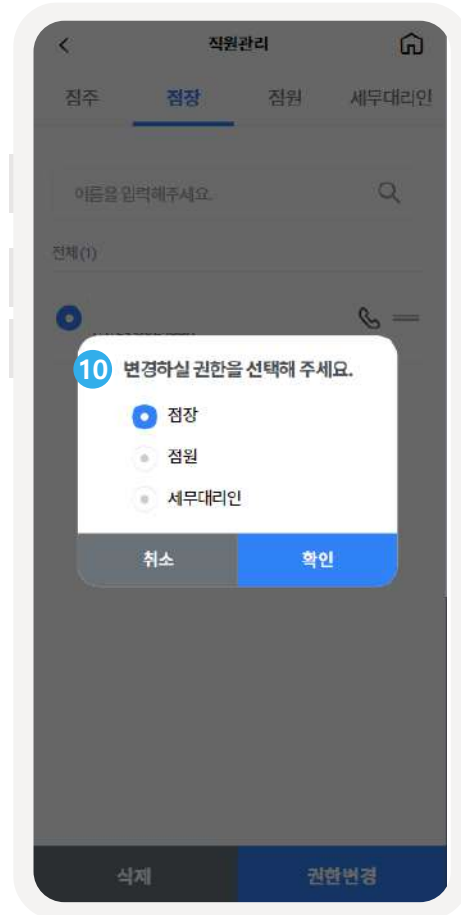 직원관리
점주 점장 점원 세무대리인
이름을 입력해주세요.
전체(1)
10 변경하실 권한을 선택해 주세요.
점장
점원
세무대리인
취소 확인
삭제 권한변경